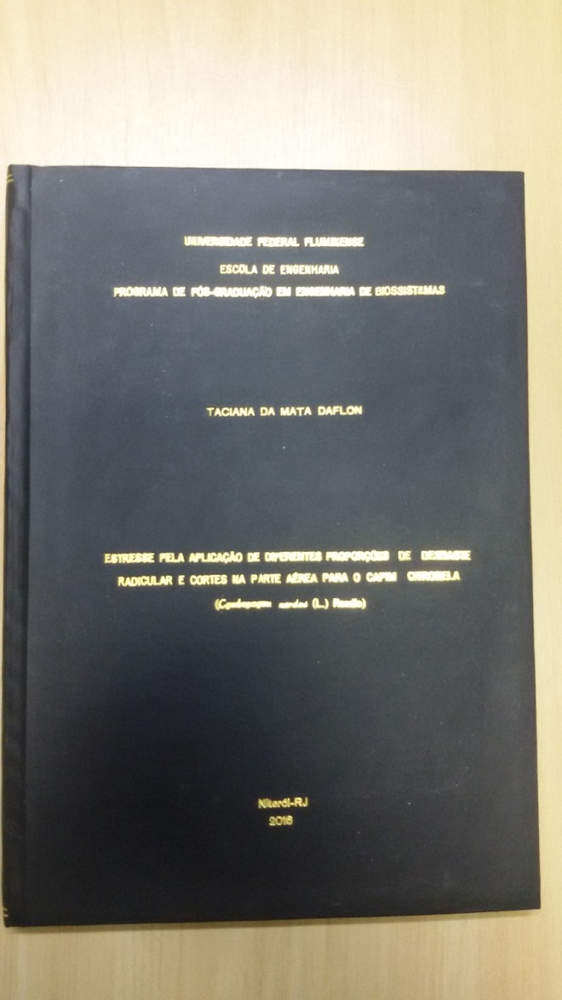 UNIVERSIDADE FEDERAL FLUMINENSE
ESCOLA DE ENGENHARIA
PROGRAMA DE PÓS-GRADUAÇÃO EM ENGENHARIA DE BIOSSISTEMAS
TACIANA DA MATA DAFLON
ESTRESSE PELA APLICAÇÃO DE DIFERENTES PROPORÇÕES DE DESBASTE
RADICULAR E CORTES NA PARTE AÉREA PARA O CAPIM CITRONELA
(Cymbopogon nardus (L.) Rendle)
Niterói-RJ
2016